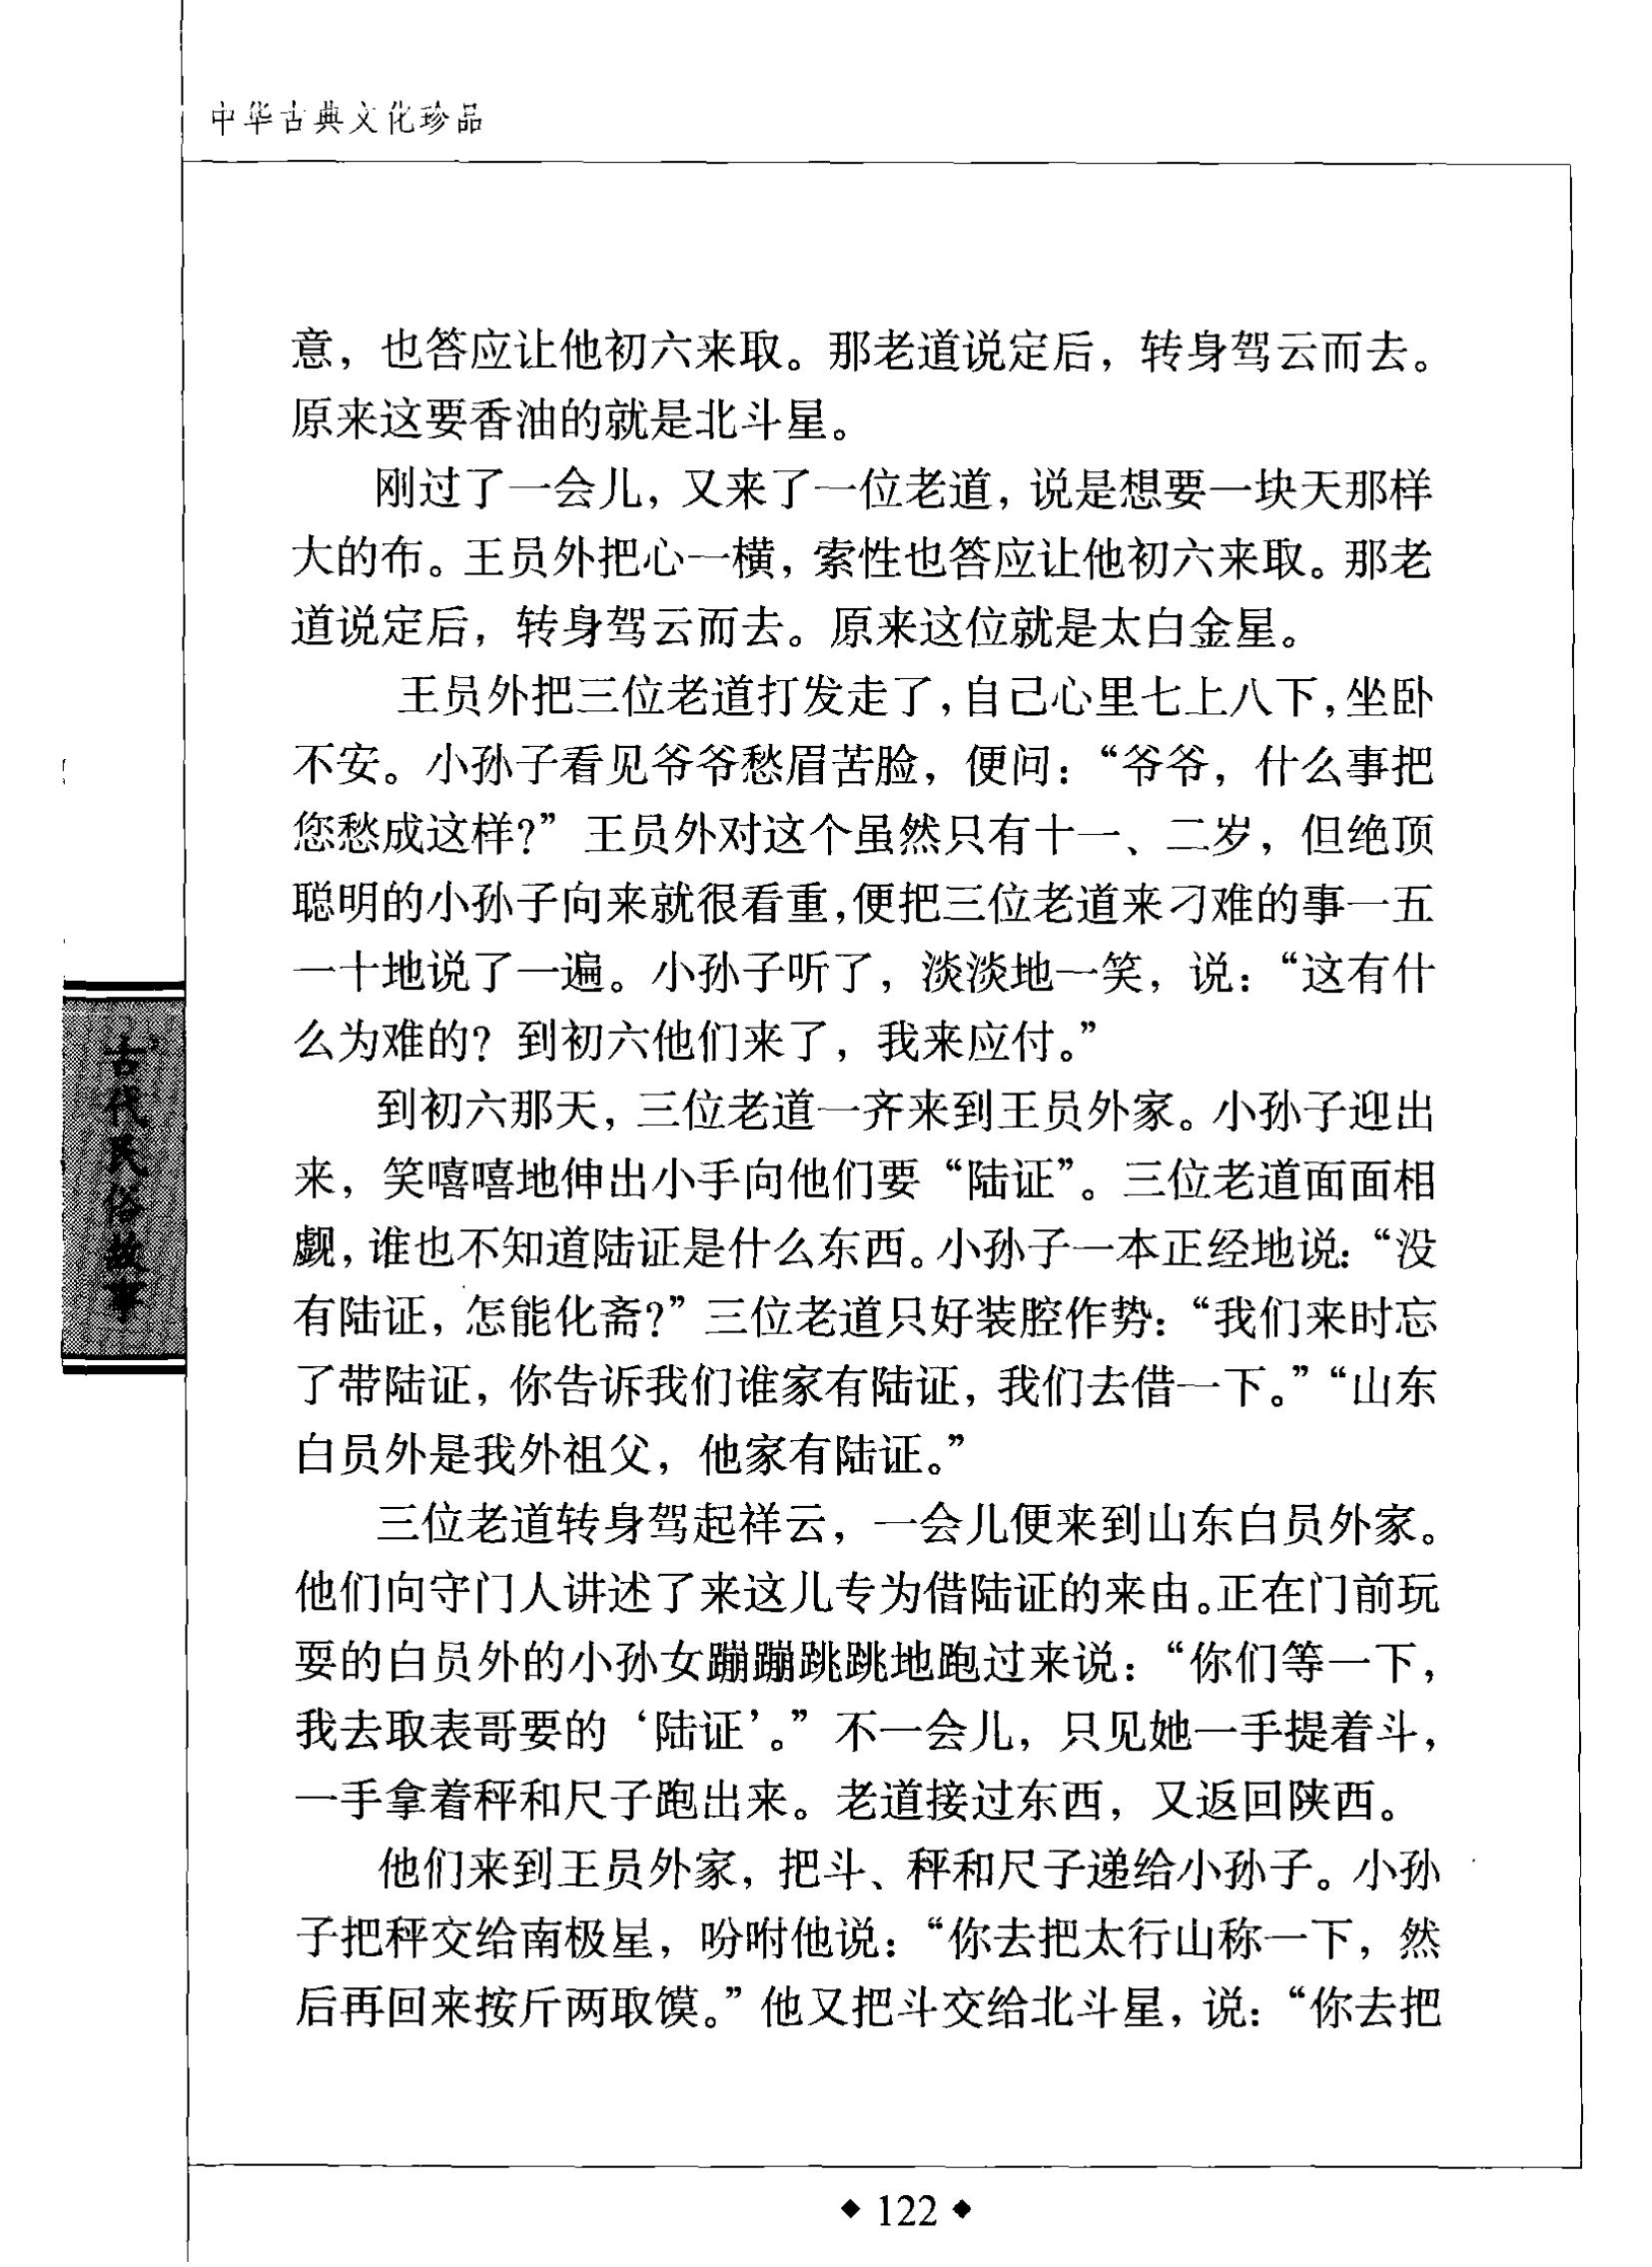 中华古典文化珍品
意，也答应让他初六来取。那老道说定后，转身驾云而去。
原来这要香油的就是北斗星。
刚过了一会儿，又来了一位老道，说是想要一块天那样
大的布。王员外把心一横，索性也答应让他初六来取。那老
道说定后，转身驾云而去。原来这位就是太白金星。
王员外把三位老道打发走了，自己心里七上八下，坐卧
不安。小孙子看见爷爷愁眉苦脸，便问：“爷爷，什么事把
您愁成这样？”王员外对这个虽然只有十一、二岁，但绝顶
聪明的小孙子向来就很看重，便把三位老道来刁难的事一五
一十地说了一遍。小孙子听了，淡淡地一笑，说：“这有什
么为难的？到初六他们来了，我来应付。”
到初六那天，三位老道一齐来到王员外家。小孙子迎出
来，笑嘻嘻地伸出小手向他们要“陆证”。三位老道面面相
觑，谁也不知道陆证是什么东西。小孙子一本正经地说：“没
有陆证，怎能化斋？”三位老道只好装腔作势：“我们来时忘
了带陆证，你告诉我们谁家有陆证，我们去借一下。”“山东
白员外是我外祖父，他家有陆证。”
三位老道转身驾起祥云，一会儿便来到山东白员外家。
他们向守门人讲述了来这儿专为借陆证的来由。正在门前玩
耍的白员外的小孙女蹦蹦跳跳地跑过来说：“你们等一下，
我去取表哥要的‘陆证’。”不一会儿，只见她一手提着斗，
一手拿着秤和尺子跑出来。老道接过东西，又返回陕西。
他们来到王员外家，把斗、秤和尺子递给小孙子。小孙
子把秤交给南极星，吩咐他说：“你去把太行山称一下，然
后再回来按斤两取馍。”他又把斗交给北斗星，说：“你去把
古代民俗故事
◆ 122 ◆